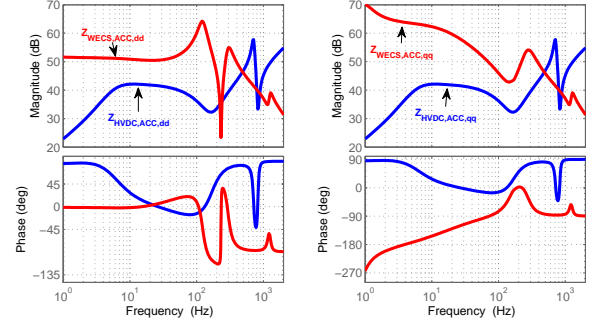 70
60
50
40
30
20
Magnitude (dB)
Z_WECS,ACC,dd
Z_HVDC,ACC,dd
45
0
−45
−135
Phase (deg)
10^0
10^1
10^2
10^3
Frequency (Hz)
70
60
50
40
30
20
Magnitude (dB)
Z_WECS,ACC,qq
Z_HVDC,ACC,qq
90
0
−90
−180
−270
Phase (deg)
10^0
10^1
10^2
10^3
Frequency (Hz)